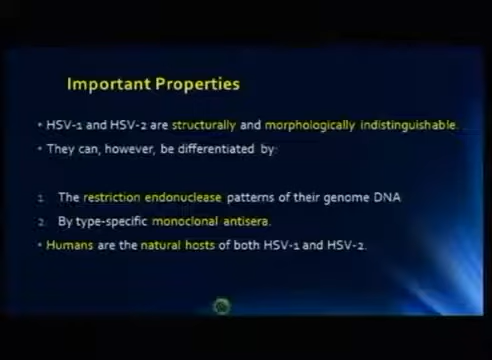 Important Properties
• HSV-1 and HSV-2 are structurally and morphologically indistinguishable.
• They can, however, be differentiated by:
1. The restriction endonuclease patterns of their genome DNA
2. By type-specific monoclonal antisera.
• Humans are the natural hosts of both HSV-1 and HSV-2.